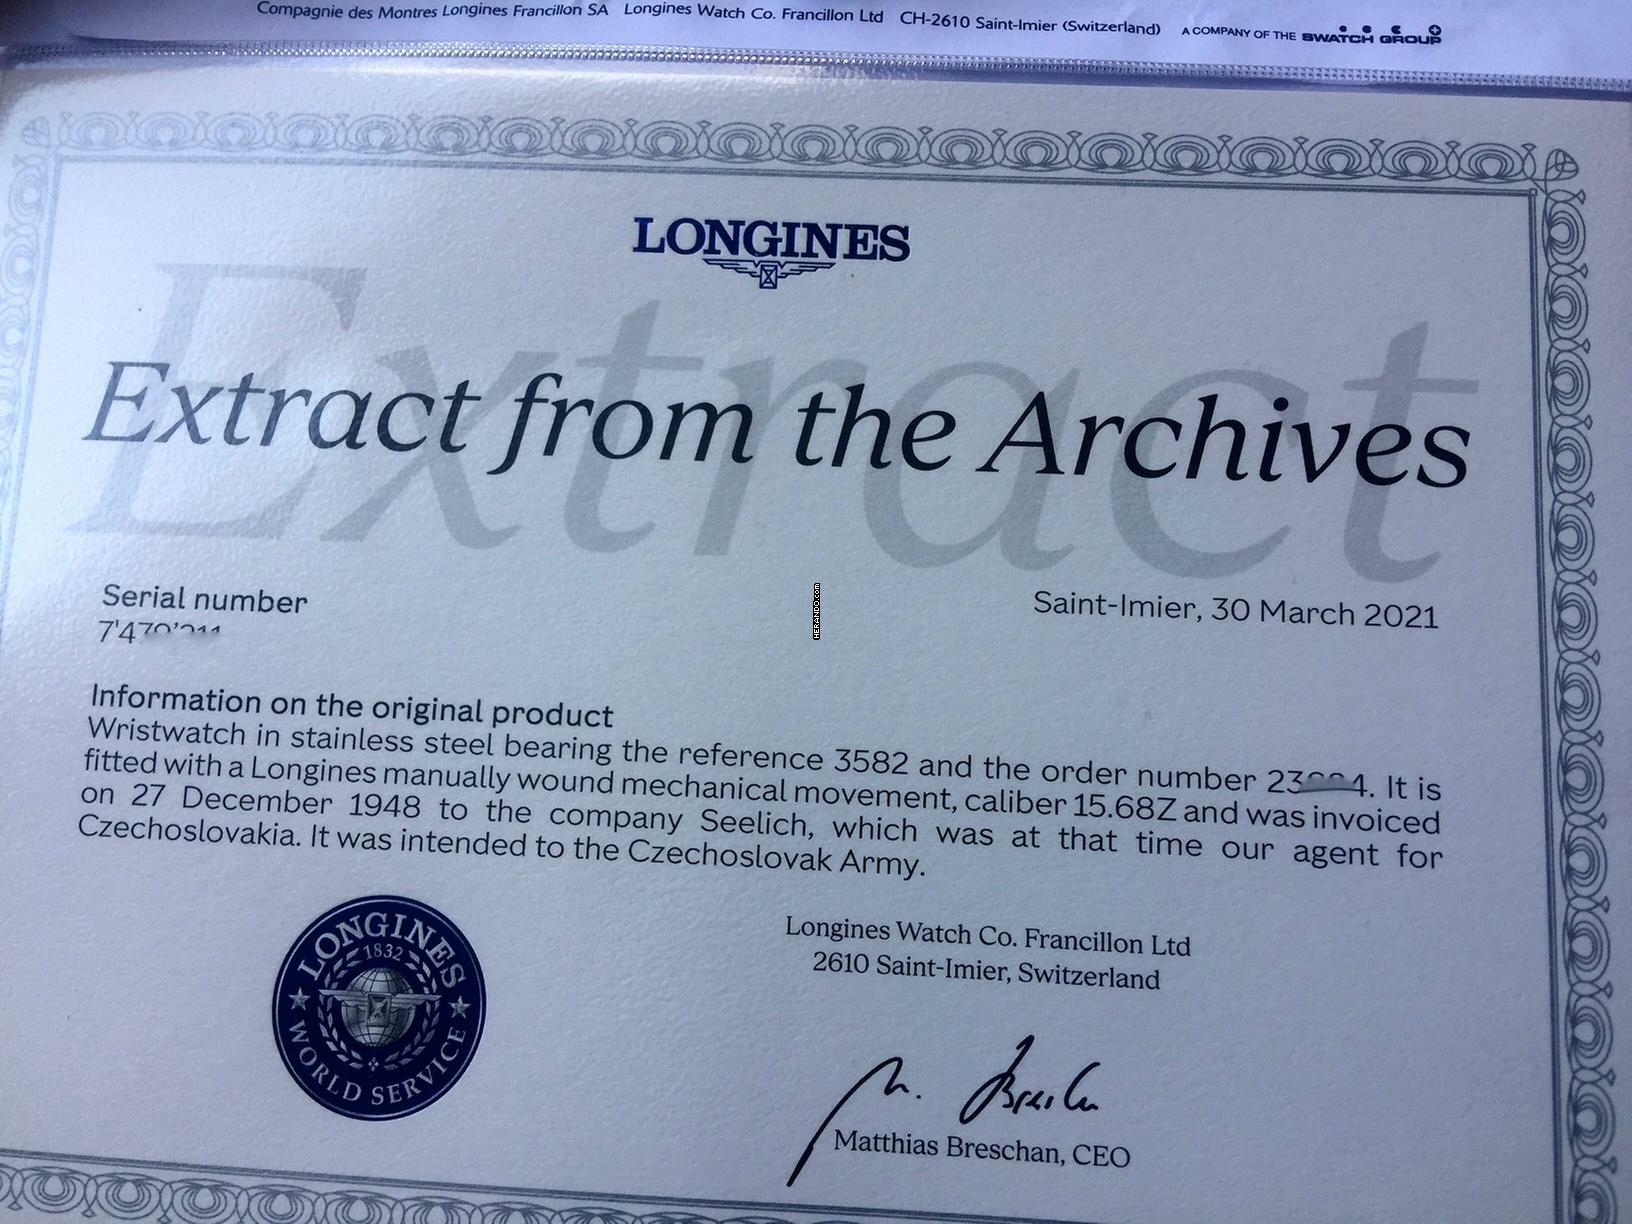 Compagnie des Montres Longines Francillon SA Longines Watch Co. Francillon Ltd CH-2610 Saint-Imier (Switzerland) A COMPANY OF THE SWATCH GROUP
LONGINES
Extract
Extract from the Archives
Serial number
Saint-Imier, 30 March 2021
HERANDO.com
Information on the original product
Wristwatch in stainless steel bearing the reference 3582 and the order number It is
fitted with a Longines manually wound mechanical movement, caliber 15.68Z and was invoiced
on 27 December 1948 to the company Seelich, which was at that time our agent for
Czechoslovakia. It was intended to the Czechoslovak Army.
LONGINES
1832
WORLD SERVICE
Longines Watch Co. Francillon Ltd
2610 Saint-Imier, Switzerland
Matthias Breschan, CEO